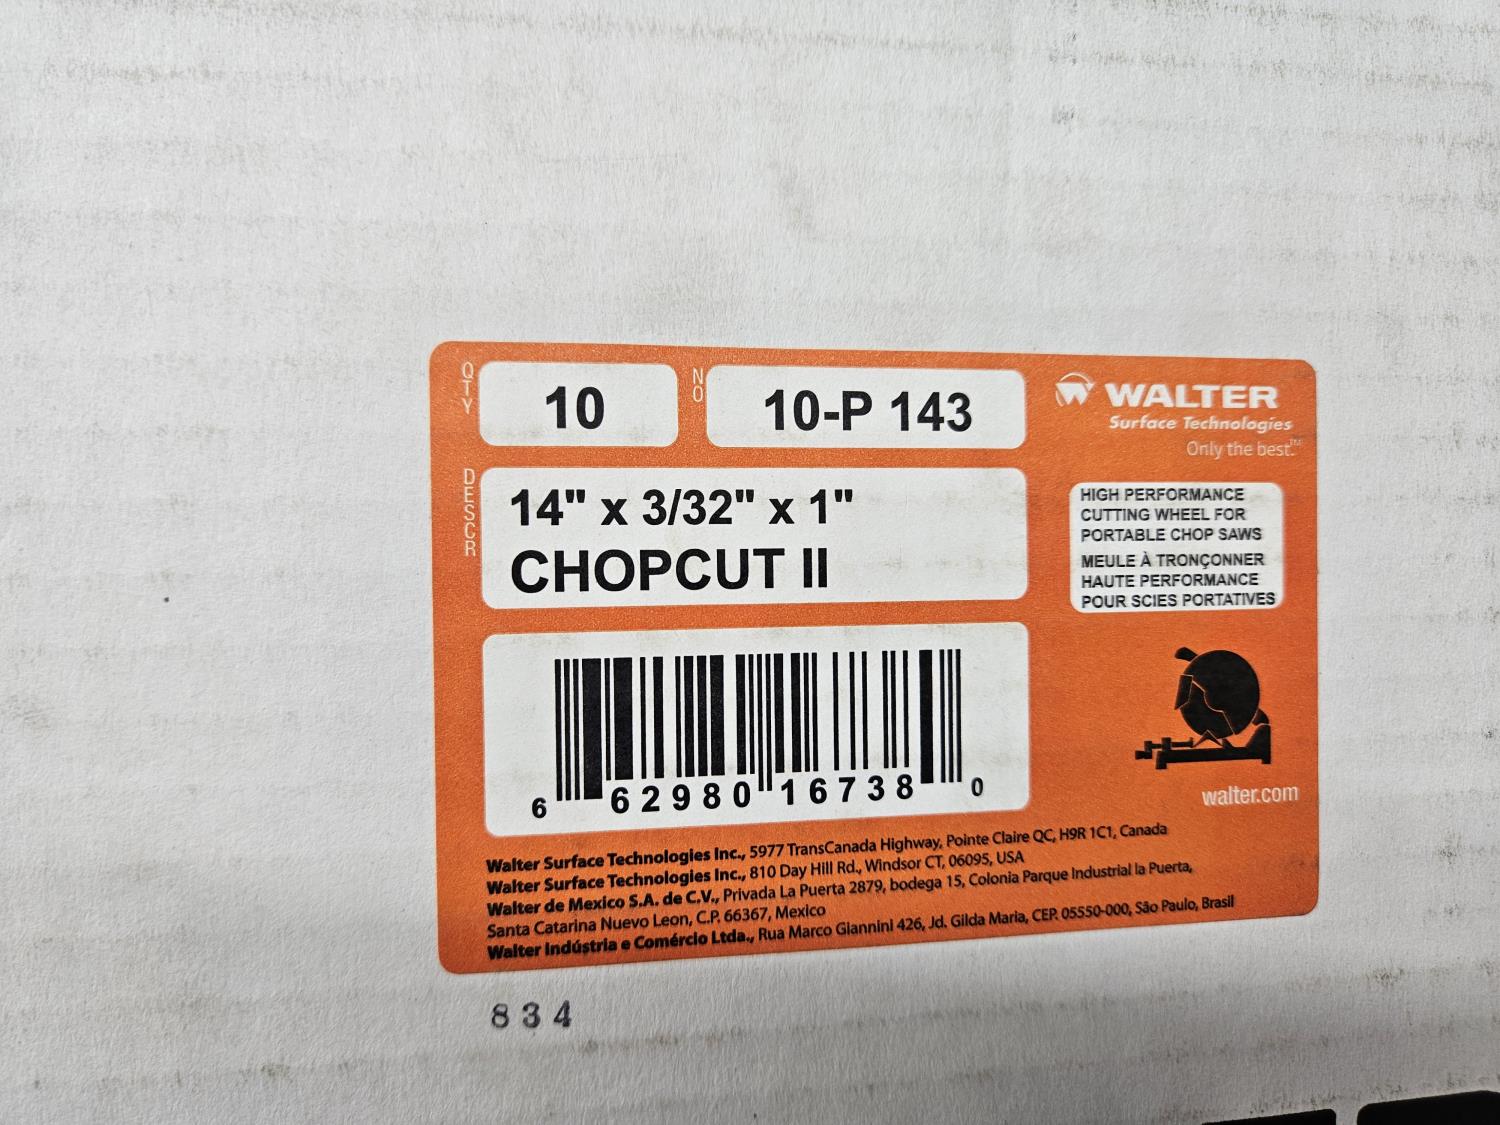 QTY
10
NO
10-P 143
WALTER
Surface Technologies
Only the best.™
DESCR
14" x 3/32" x 1"
CHOPCUT II
HIGH PERFORMANCE
CUTTING WHEEL FOR
PORTABLE CHOP SAWS
MEULE À TRONÇONNER
HAUTE PERFORMANCE
POUR SCIES PORTATIVES
6 62980 16738 0
walter.com
Walter Surface Technologies Inc., 5977 TransCanada Highway, Pointe Claire QC, H9R 1C1, Canada
Walter Surface Technologies Inc., 810 Day Hill Rd., Windsor CT, 06095, USA
Walter de Mexico S.A. de C.V., Privada La Puerta 2879, bodega 15, Colonia Parque Industrial la Puerta,
Santa Catarina Nuevo Leon, C.P. 66367, Mexico
Walter Indústria e Comércio Ltda., Rua Marco Giannini 426, Jd. Gilda Maria, CEP. 05550-000, São Paulo, Brasil
834